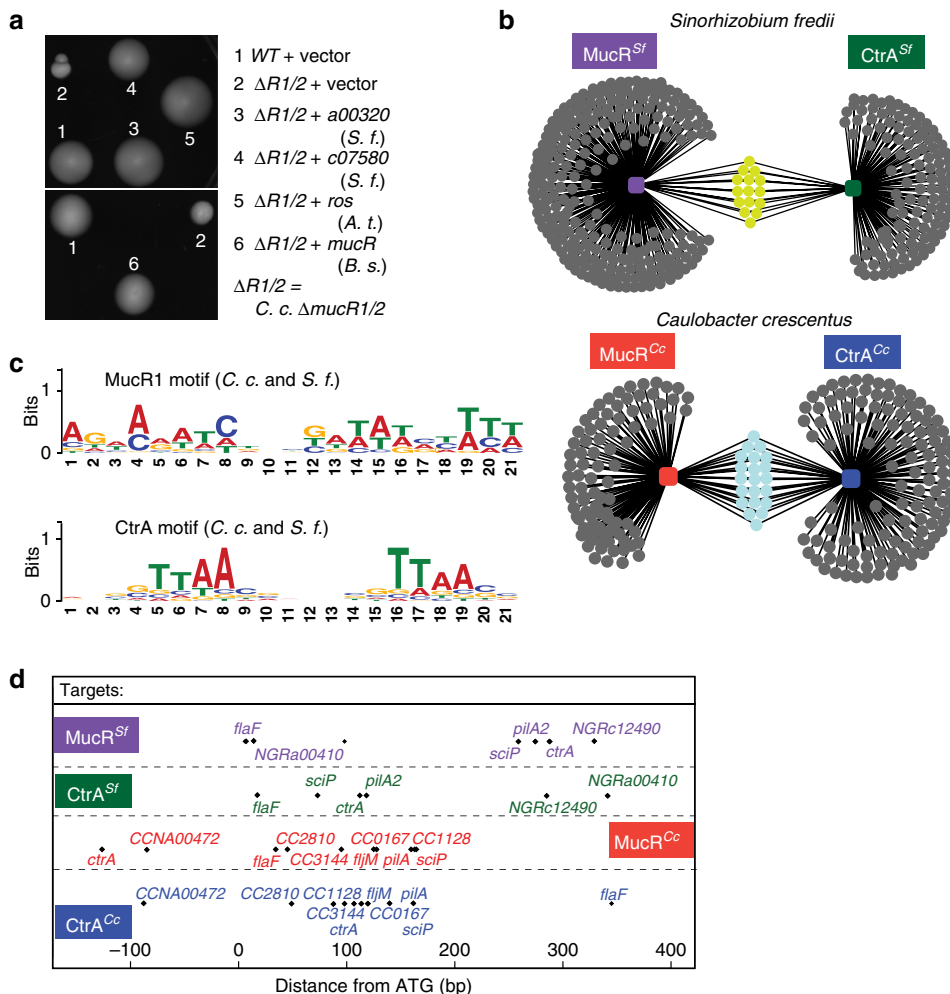 a
2
4
5
1
3
1
2
6
1 WT + vector
2 ΔR1/2 + vector
3 ΔR1/2 + a00320
(S. f.)
4 ΔR1/2 + c07580
(S. f.)
5 ΔR1/2 + ros
(A. t.)
6 ΔR1/2 + mucR
(B. s.)
ΔR1/2 =
C. c. ΔmucR1/2
b
Sinorhizobium fredii
MucR^Sf
CtrA^Sf
Caulobacter crescentus
MucR^Cc
CtrA^Cc
c
MucR1 motif (C. c. and S. f.)
Bits
1
0
1 2 3 4 5 6 7 8 9 10 11 12 13 14 15 16 17 18 19 20 21
CtrA motif (C. c. and S. f.)
Bits
1
0
1 2 3 4 5 6 7 8 9 10 11 12 13 14 15 16 17 18 19 20 21
d
Targets:
MucR^Sf
flaF
NGRa00410
pilA2
sciP
ctrA
NGRc12490
CtrA^Sf
sciP
pilA2
NGRa00410
flaF
ctrA
NGRc12490
CCNA00472
CC2810
CC0167
CC1128
MucR^Cc
ctrA
flaF
CC3144
fljM
pilA
sciP
CCNA00472
CC2810
CC1128
fljM
pilA
flaF
CtrA^Cc
CC3144
CC0167
ctrA
sciP
−100 0 100 200 300 400
Distance from ATG (bp)